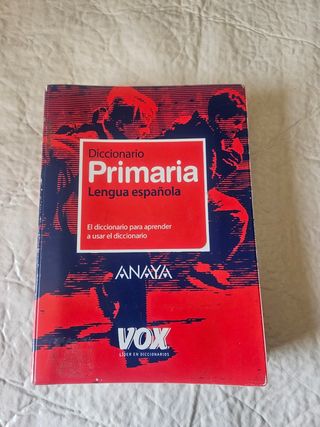 Diccionario
Primaria
Lengua española
El diccionario para aprender
a usar el diccionario
ANAYA
VOX
LÍDER EN DICCIONARIOS